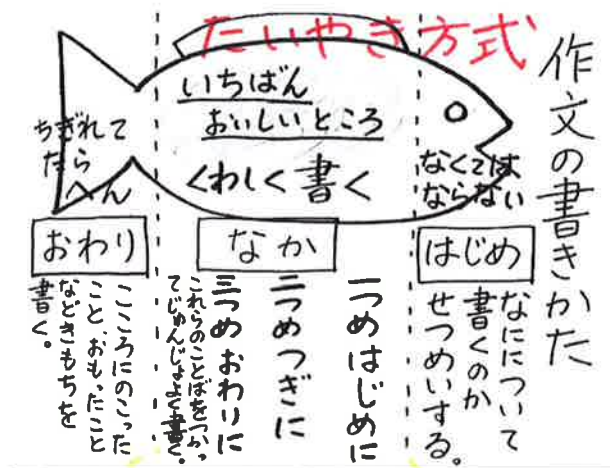 作文の書きかた
たいやき方式
なくては
ならない
はじめ
なにについて
書くのか
せつめいする。
いちばん
おいしいところ
くわしく書く
なか
一つめはじめに
二つめつぎに
三つめおわりに
これらのことばをつかっ
てじゅんじょよく書く。
ちぎれて
たら
へん
おわり
こころにのこった
こと、おもったこと
などきもちを
書く。